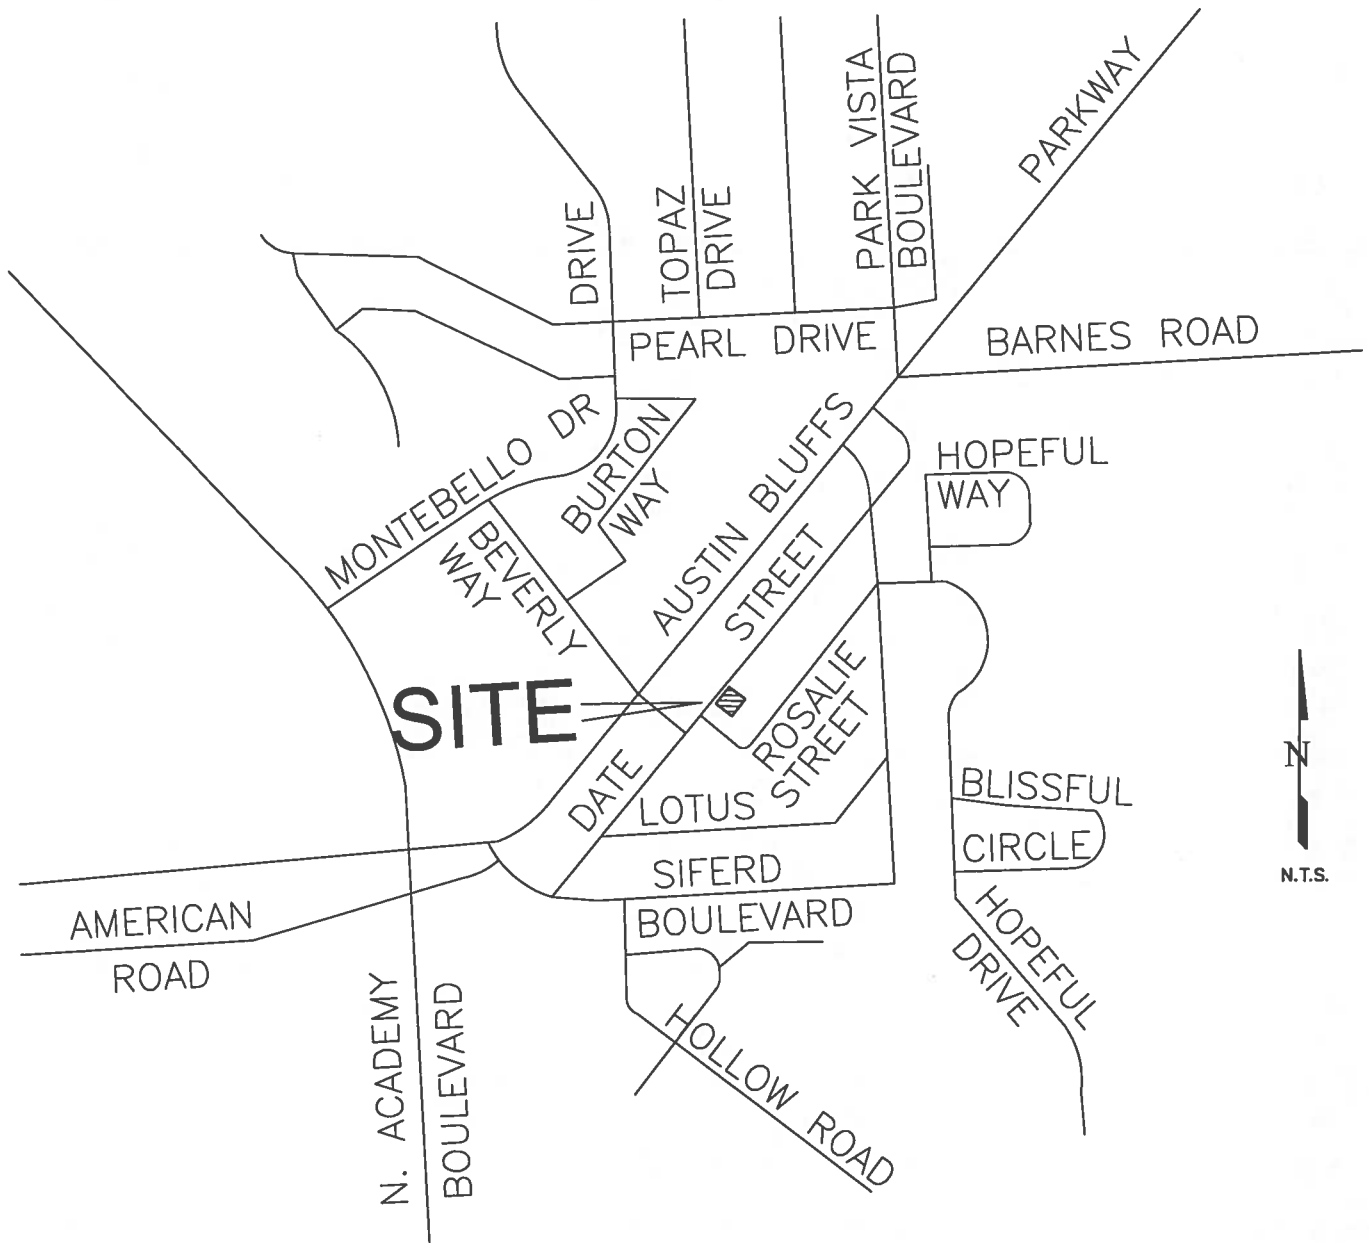 PARK VISTA
BOULEVARD
PARKWAY
DRIVE
TOPAZ
DRIVE
PEARL DRIVE
BARNES ROAD
MONTEBELLO DR
BURTON
WAY
AUSTIN BLUFFS
HOPEFUL
WAY
BEVERLY
WAY
DATE STREET
SITE
ROSALIE
STREET
LOTUS
SIFERD
BOULEVARD
BLISSFUL
CIRCLE
N
N.T.S.
AMERICAN
ROAD
HOPEFUL
DRIVE
N. ACADEMY
BOULEVARD
HOLLOW ROAD